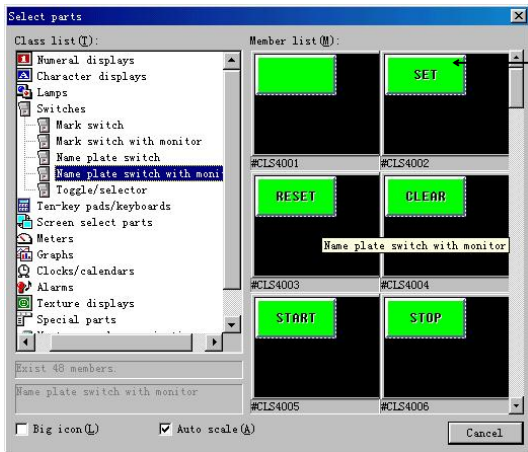 Select parts
Class list(T):
Numeral displays
Character displays
Lamps
Switches
Mark switch
Mark switch with monitor
Name plate switch
Name plate switch with moni
Toggle/selector
Ten-key pads/keyboards
Screen select parts
Meters
Graphs
Clocks/calendars
Alarms
Texture displays
Special parts
Exist 48 members.
Name plate switch with monitor
Big icon(L)
Auto scale(A)
Member list(M):
SET
#CLS4001
#CLS4002
RESET
CLEAR
Name plate switch with monitor
#CLS4003
#CLS4004
START
STOP
#CLS4005
#CLS4006
Cancel